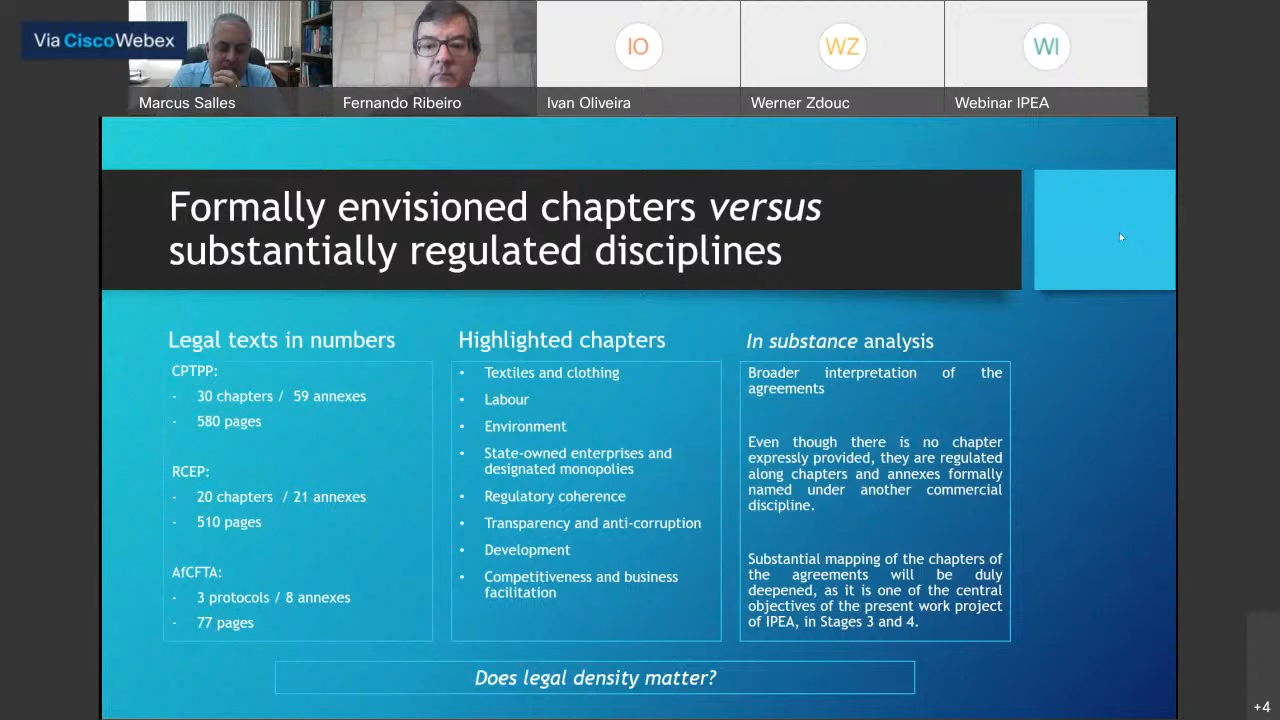 Via Cisco Webex
Marcus Salles
Fernando Ribeiro
IO
Ivan Oliveira
WZ
Werner Zdouc
WI
Webinar IPEA
Formally envisioned chapters versus
substantially regulated disciplines
Legal texts in numbers
CPTPP:
- 30 chapters / 59 annexes
- 580 pages
RCEP:
- 20 chapters / 21 annexes
- 510 pages
AfCFTA:
- 3 protocols / 8 annexes
- 77 pages
Highlighted chapters
• Textiles and clothing
• Labour
• Environment
• State-owned enterprises and
designated monopolies
• Regulatory coherence
• Transparency and anti-corruption
• Development
• Competitiveness and business
facilitation
In substance analysis
Broader interpretation of the
agreements
Even though there is no chapter
expressly provided, they are regulated
along chapters and annexes formally
named under another commercial
discipline.
Substantial mapping of the chapters of
the agreements will be duly
deepened, as it is one of the central
objectives of the present work project
of IPEA, in Stages 3 and 4.
Does legal density matter?
+4